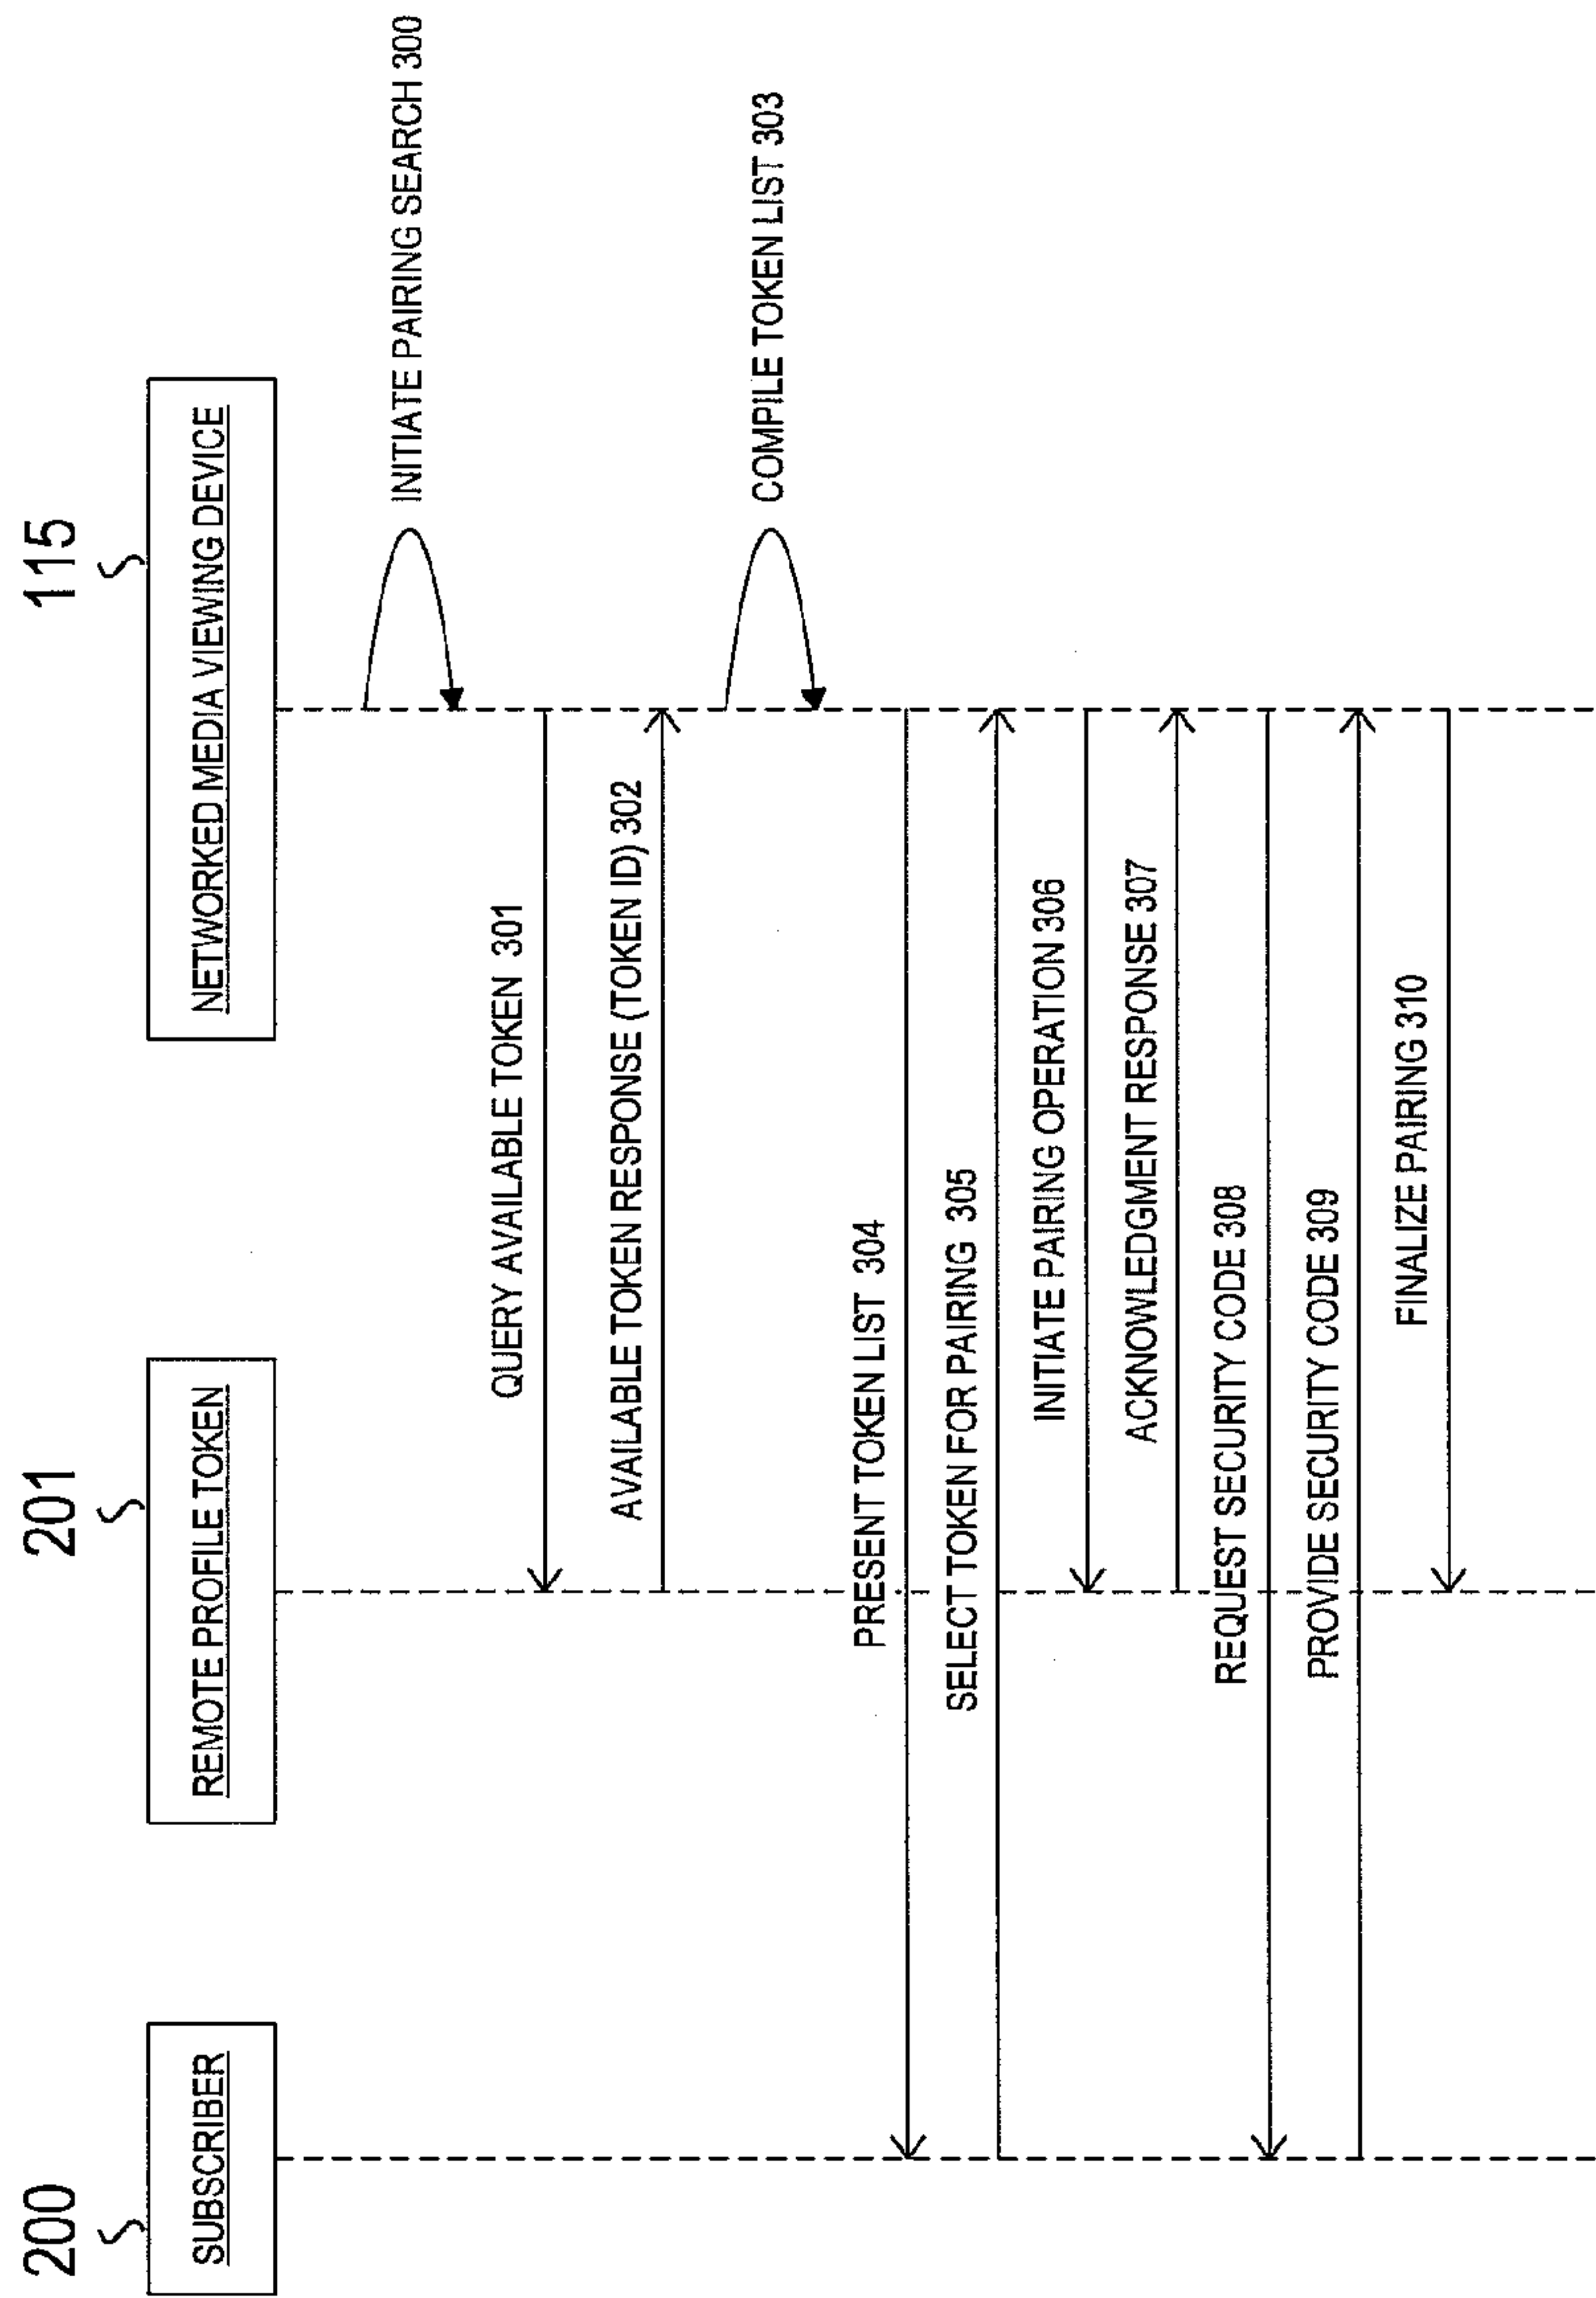 200
201
115
SUBSCRIBER
REMOTE PROFILE TOKEN
NETWORKED MEDIA VIEWING DEVICE
INITIATE PAIRING SEARCH 300
QUERY AVAILABLE TOKEN 301
AVAILABLE TOKEN RESPONSE (TOKEN ID) 302
COMPILE TOKEN LIST 303
PRESENT TOKEN LIST 304
SELECT TOKEN FOR PAIRING 305
INITIATE PAIRING OPERATION 306
ACKNOWLEDGMENT RESPONSE 307
REQUEST SECURITY CODE 308
PROVIDE SECURITY CODE 309
FINALIZE PAIRING 310